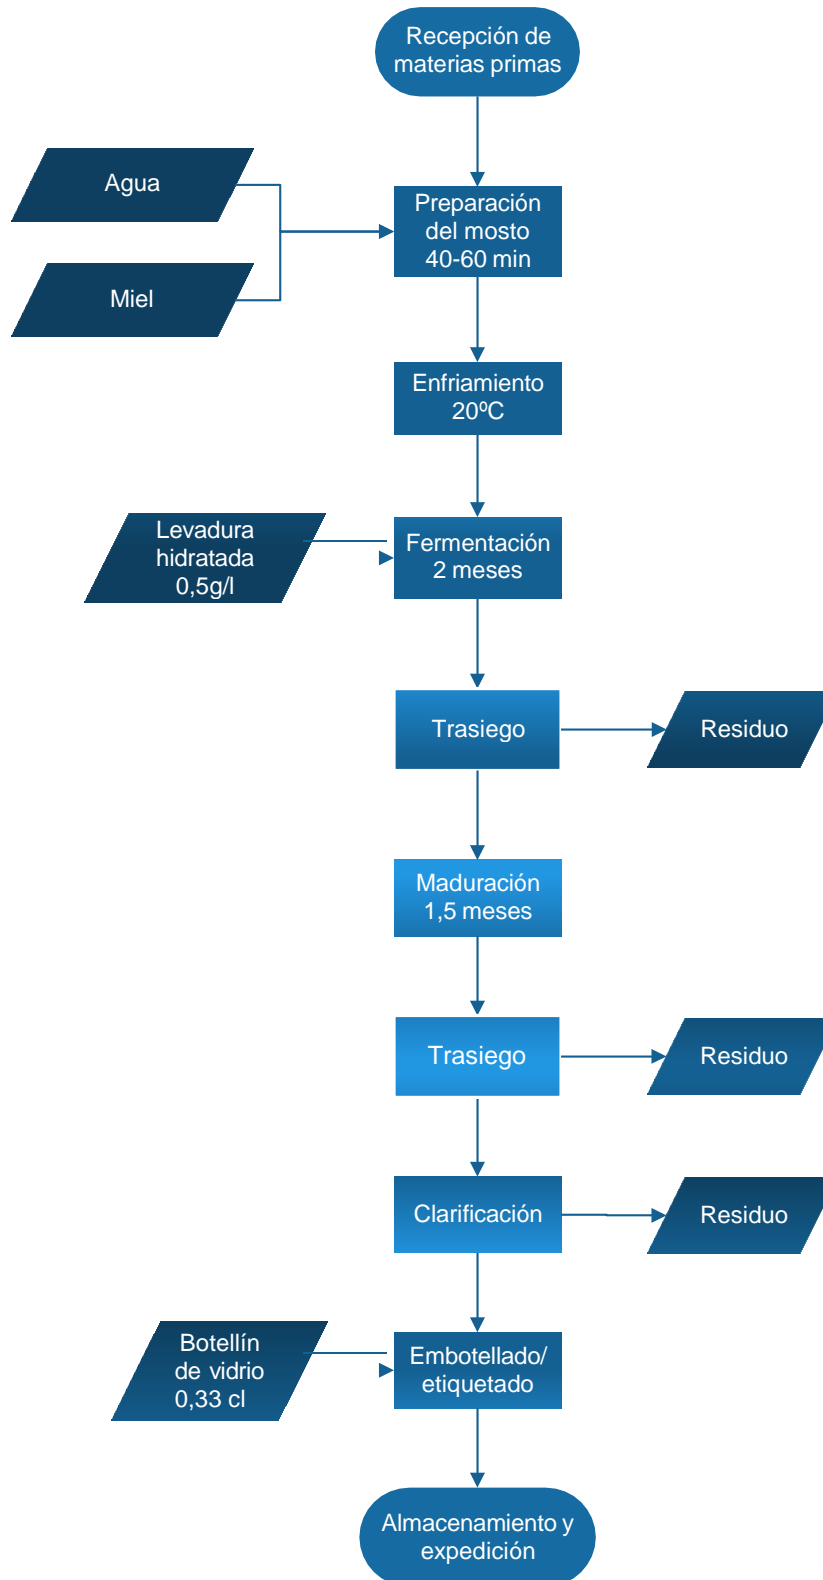 Recepción de
materias primas
Agua
Miel
Preparación
del mosto
40-60 min
Enfriamiento
20ºC
Levadura
hidratada
0,5g/l
Fermentación
2 meses
Trasiego
Residuo
Maduración
1,5 meses
Trasiego
Residuo
Clarificación
Residuo
Botellín
de vidrio
0,33 cl
Embotellado/
etiquetado
Almacenamiento y
expedición